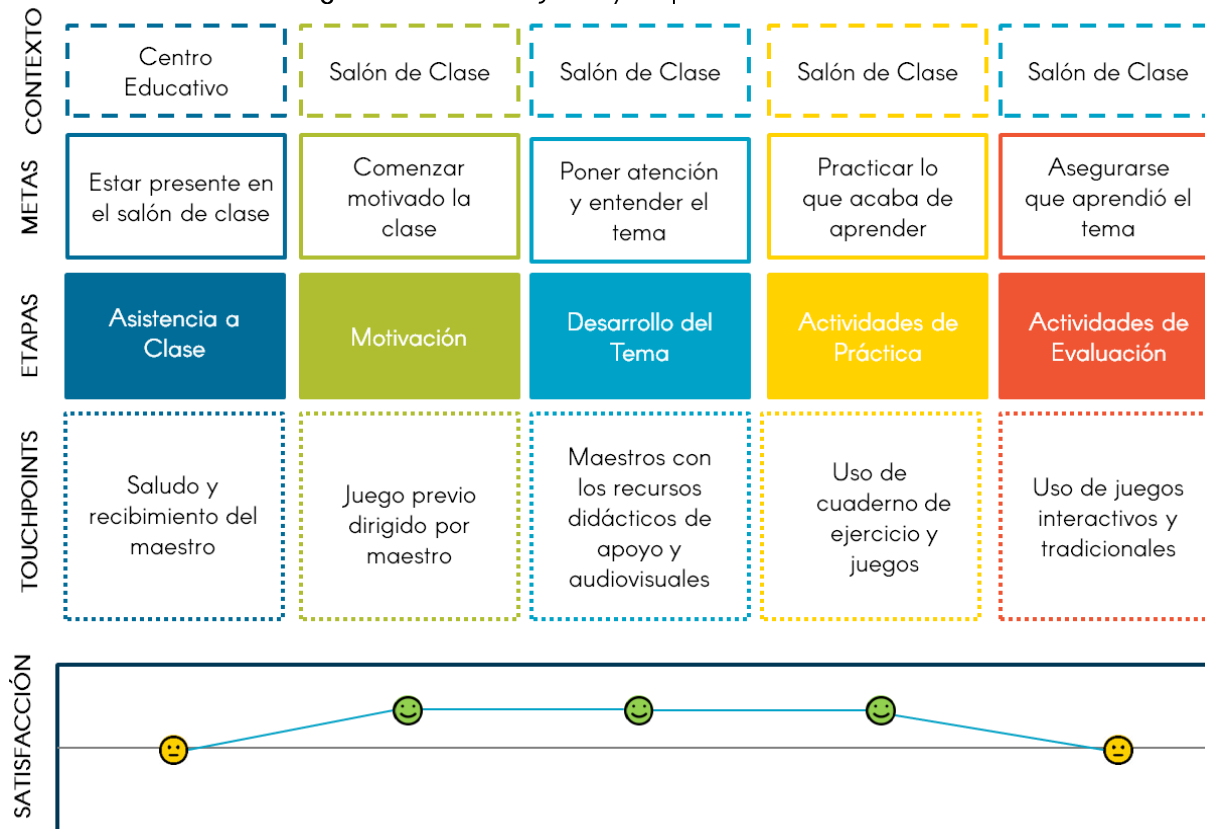 CONTEXTO
Centro
Educativo
Salón de Clase
Salón de Clase
Salón de Clase
Salón de Clase
METAS
Estar presente en
el salón de clase
Comenzar
motivado la
clase
Poner atención
y entender el
tema
Practicar lo
que acaba de
aprender
Asegurarse
que aprendió el
tema
ETAPAS
Asistencia a
Clase
Motivación
Desarrollo del
Tema
Actividades de
Práctica
Actividades de
Evaluación
TOUCHPOINTS
Saludo y
recibimiento del
maestro
Juego previo
dirigido por
maestro
Maestros con
los recursos
didácticos de
apoyo y
audiovisuales
Uso de
cuaderno de
ejercicio y
juegos
Uso de juegos
interactivos y
tradicionales
SATISFACCIÓN